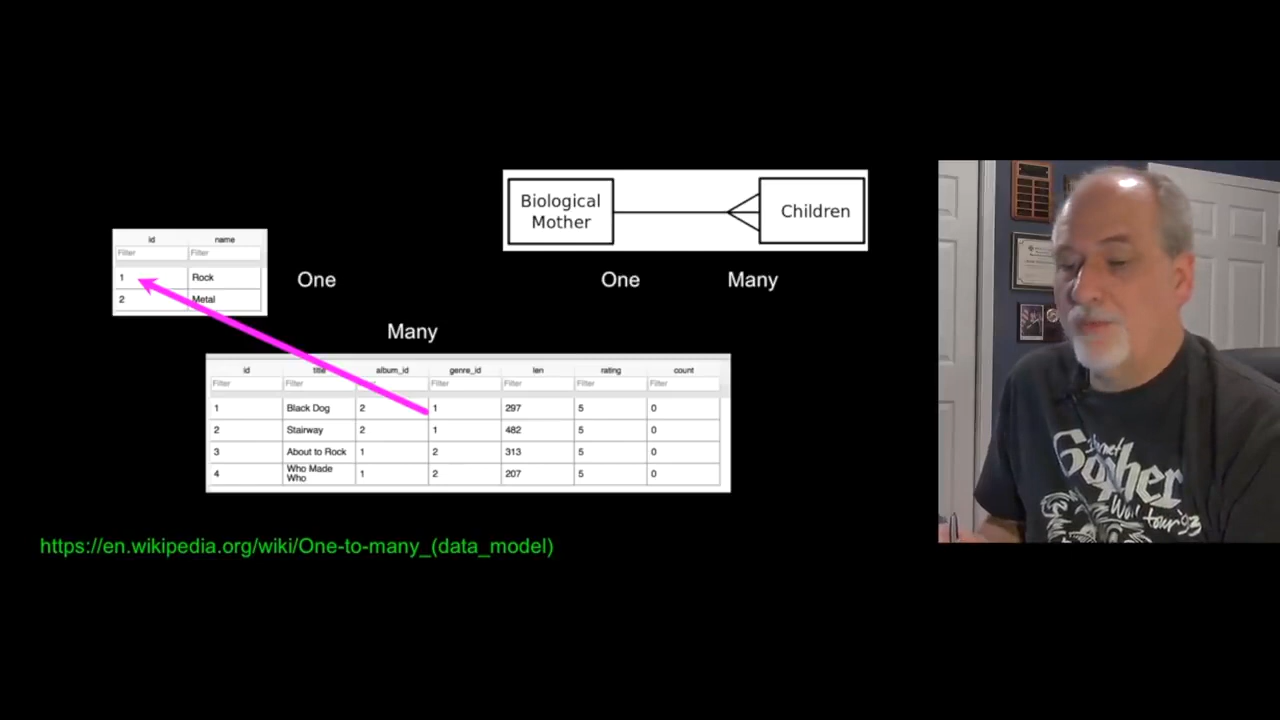 Biological
Mother
Children
One
Many
id name
Filter Filter
1 Rock
2 Metal
One
Many
id title album_id genre_id len rating count
Filter Filter Filter Filter Filter Filter
1 Black Dog 2 1 297 5 0
2 Stairway 2 1 482 5 0
3 About to Rock 1 2 313 5 0
4 Who Made Who 1 2 207 5 0
https://en.wikipedia.org/wiki/One-to-many_(data_model)
Gopher